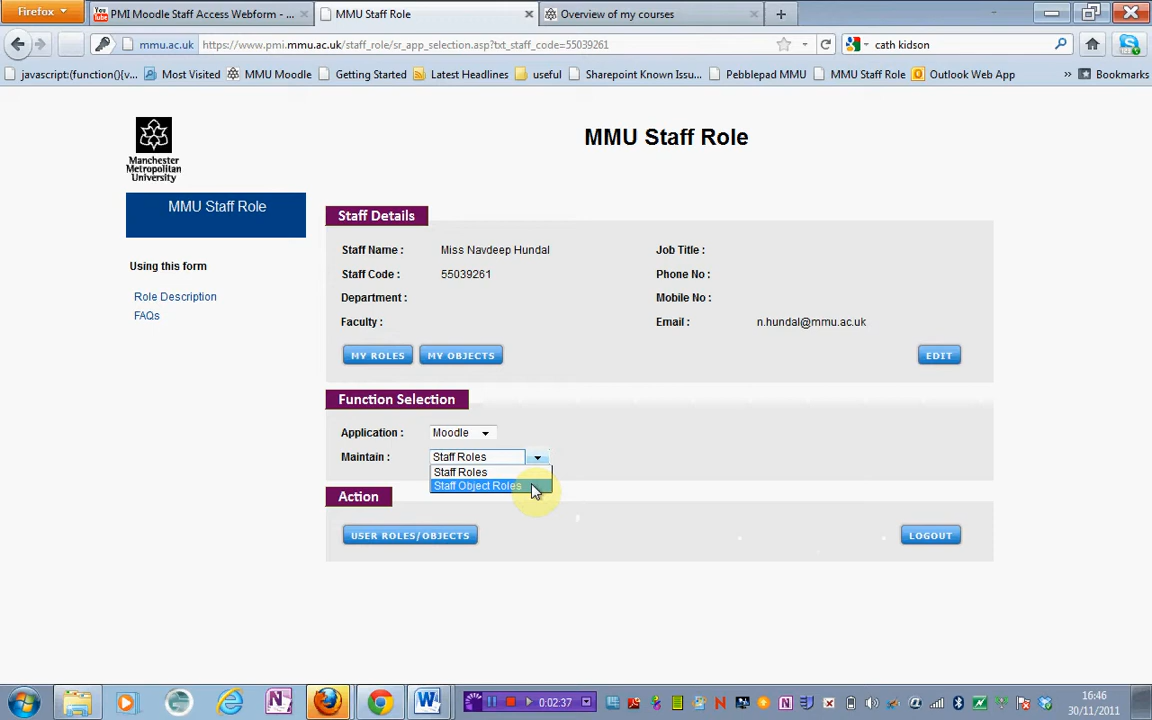 Firefox
PMI Moodle Staff Access Webform - ...
MMU Staff Role
Overview of my courses
mmu.ac.uk
https://www.pmi.mmu.ac.uk/staff_role/sr_app_selection.asp?txt_staff_code=55039261
cath kidson
javascript:(function(){v...
Most Visited
MMU Moodle
Getting Started
Latest Headlines
useful
Sharepoint Known Issu...
Pebblepad MMU
MMU Staff Role
Outlook Web App
»
Bookmarks
Manchester
Metropolitan
University
MMU Staff Role
MMU Staff Role
Using this form
Role Description
FAQs
Staff Details
Staff Name :
Miss Navdeep Hundal
Job Title :
Staff Code :
55039261
Phone No :
Department :
Mobile No :
Faculty :
Email :
n.hundal@mmu.ac.uk
MY ROLES
MY OBJECTS
EDIT
Function Selection
Application :
Moodle
Maintain :
Staff Roles
Staff Roles
Staff Object Roles
Action
USER ROLES/OBJECTS
LOGOUT
0:02:37
16:46
30/11/2011